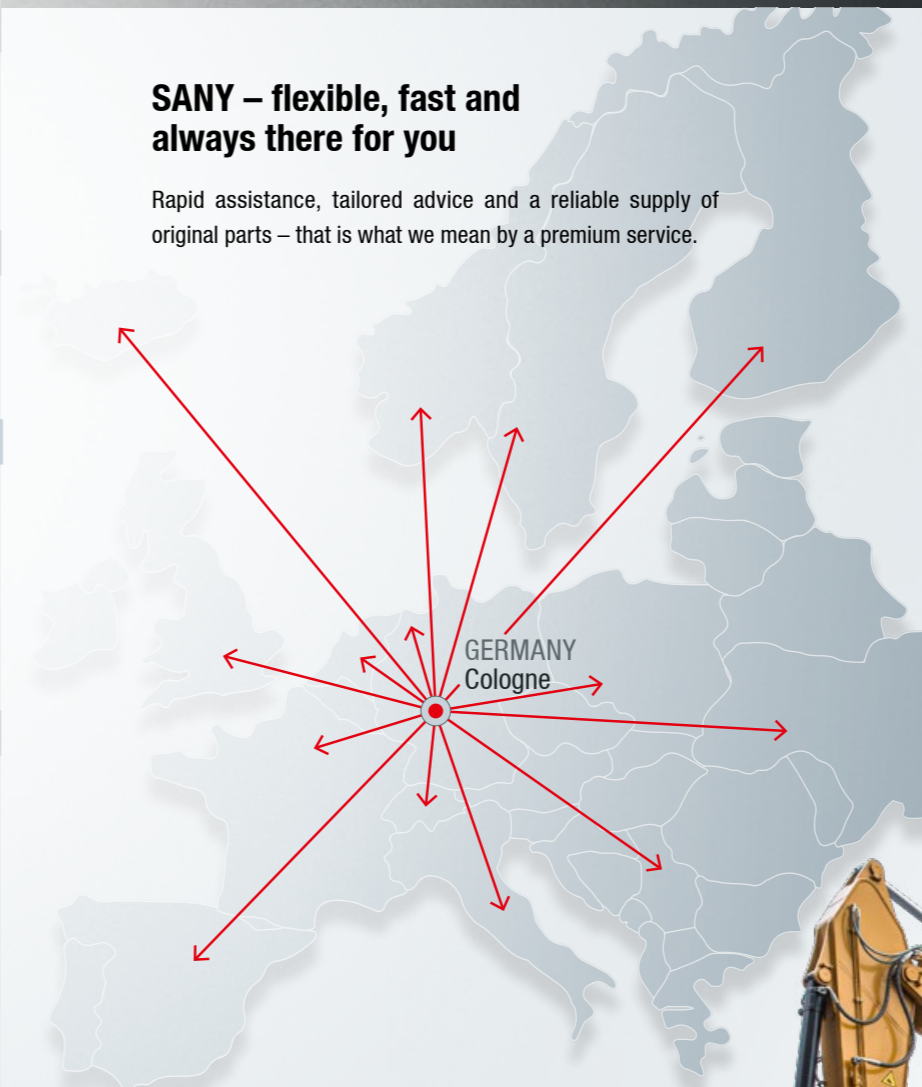 SANY – flexible, fast and
always there for you
Rapid assistance, tailored advice and a reliable supply of
original parts – that is what we mean by a premium service.
GERMANY
Cologne